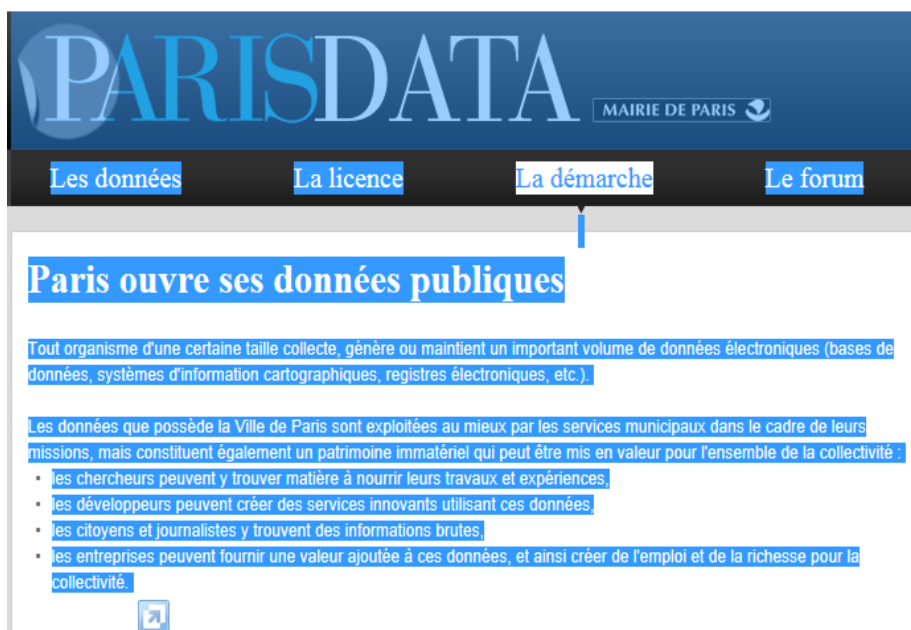 PARISDATA MAIRIE DE PARIS
Les données La licence La démarche Le forum
Paris ouvre ses données publiques
Tout organisme d'une certaine taille collecte, génère ou maintient un important volume de données électroniques (bases de
données, systèmes d'information cartographiques, registres électroniques, etc.).
Les données que possède la Ville de Paris sont exploitées au mieux par les services municipaux dans le cadre de leurs
missions, mais constituent également un patrimoine immatériel qui peut être mis en valeur pour l'ensemble de la collectivité :
• les chercheurs peuvent y trouver matière à nourrir leurs travaux et expériences,
• les développeurs peuvent créer des services innovants utilisant ces données,
• les citoyens et journalistes y trouvent des informations brutes,
• les entreprises peuvent fournir une valeur ajoutée à ces données, et ainsi créer de l'emploi et de la richesse pour la
collectivité.